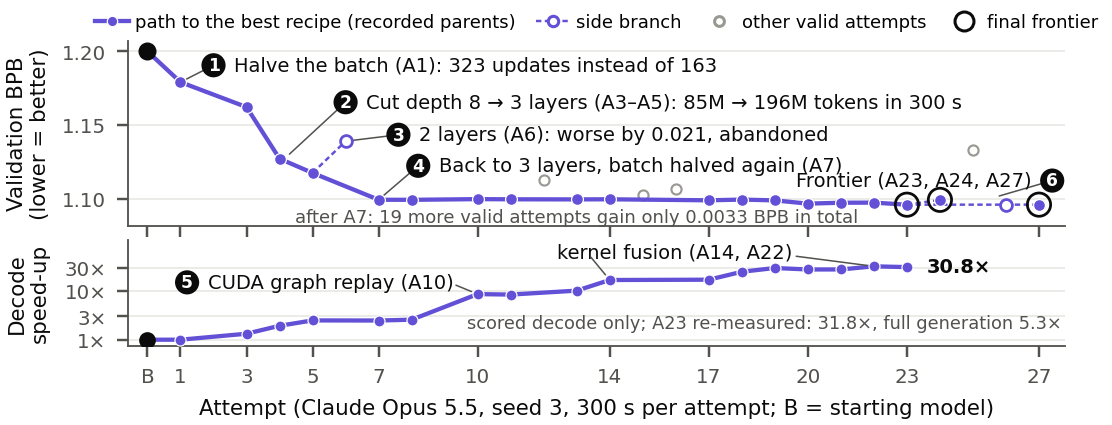 path to the best recipe (recorded parents) side branch other valid attempts final frontier
Validation BPB
(lower = better)
1.20
1.15
1.10
1 Halve the batch (A1): 323 updates instead of 163
2 Cut depth 8 → 3 layers (A3–A5): 85M → 196M tokens in 300 s
3 2 layers (A6): worse by 0.021, abandoned
4 Back to 3 layers, batch halved again (A7)
Frontier (A23, A24, A27) 6
after A7: 19 more valid attempts gain only 0.0033 BPB in total
Decode
speed-up
30×
10×
3×
1×
kernel fusion (A14, A22)
30.8×
5 CUDA graph replay (A10)
scored decode only; A23 re-measured: 31.8×, full generation 5.3×
B 1 3 5 7 10 14 17 20 23 27
Attempt (Claude Opus 5.5, seed 3, 300 s per attempt; B = starting model)